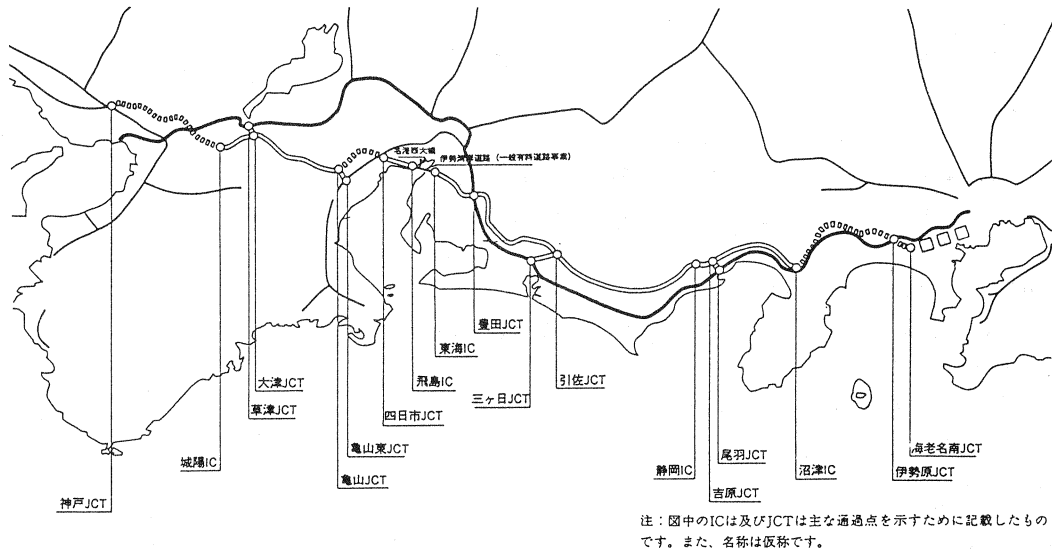 名港西大橋
伊勢湾岸道路（一般有料道路事業）
豊田JCT
東海IC
飛島IC
引佐JCT
三ヶ日JCT
大津JCT
草津JCT
四日市JCT
亀山東JCT
亀山JCT
城陽IC
神戸JCT
静岡IC
尾羽JCT
吉原JCT
沼津IC
海老名南JCT
伊勢原JCT
注：図中のICは及びJCTは主な通過点を示すために記載したもの
です。また、名称は仮称です。